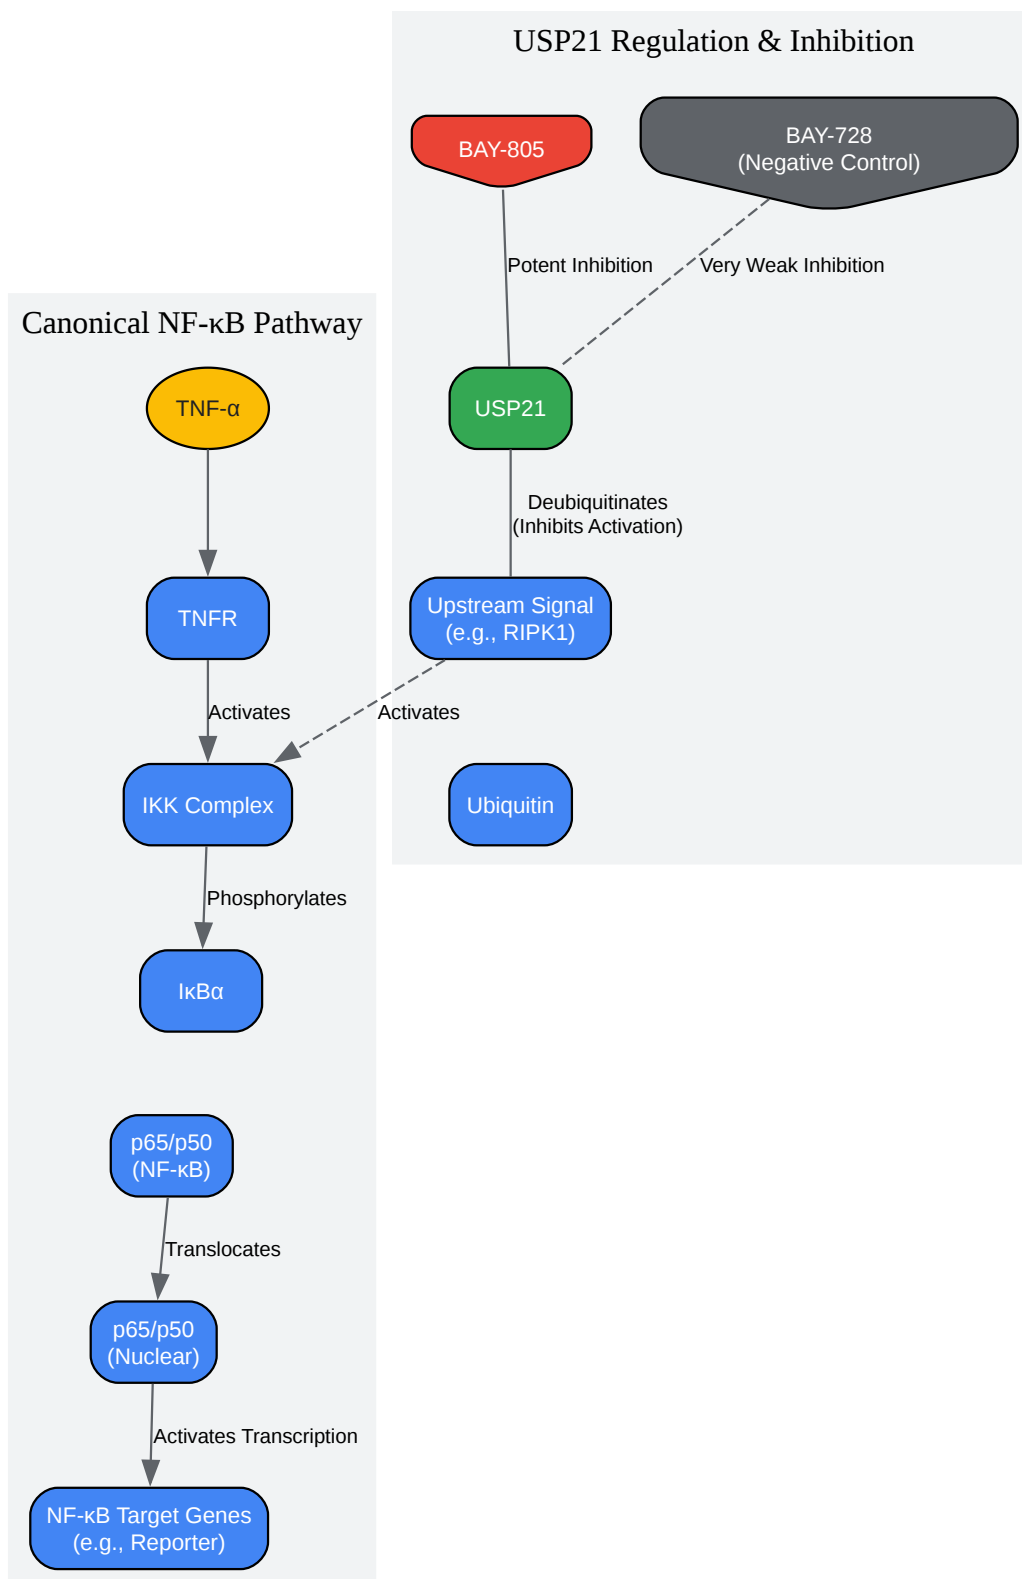 USP21 Regulation & Inhibition
BAY-805
BAY-728
(Negative Control)
Potent Inhibition
Very Weak Inhibition
Canonical NF-κB Pathway
TNF-α
USP21
Deubiquitinates
(Inhibits Activation)
TNFR
Upstream Signal
(e.g., RIPK1)
Activates
Activates
IKK Complex
Ubiquitin
Phosphorylates
IκBα
p65/p50
(NF-κB)
Translocates
p65/p50
(Nuclear)
Activates Transcription
NF-κB Target Genes
(e.g., Reporter)